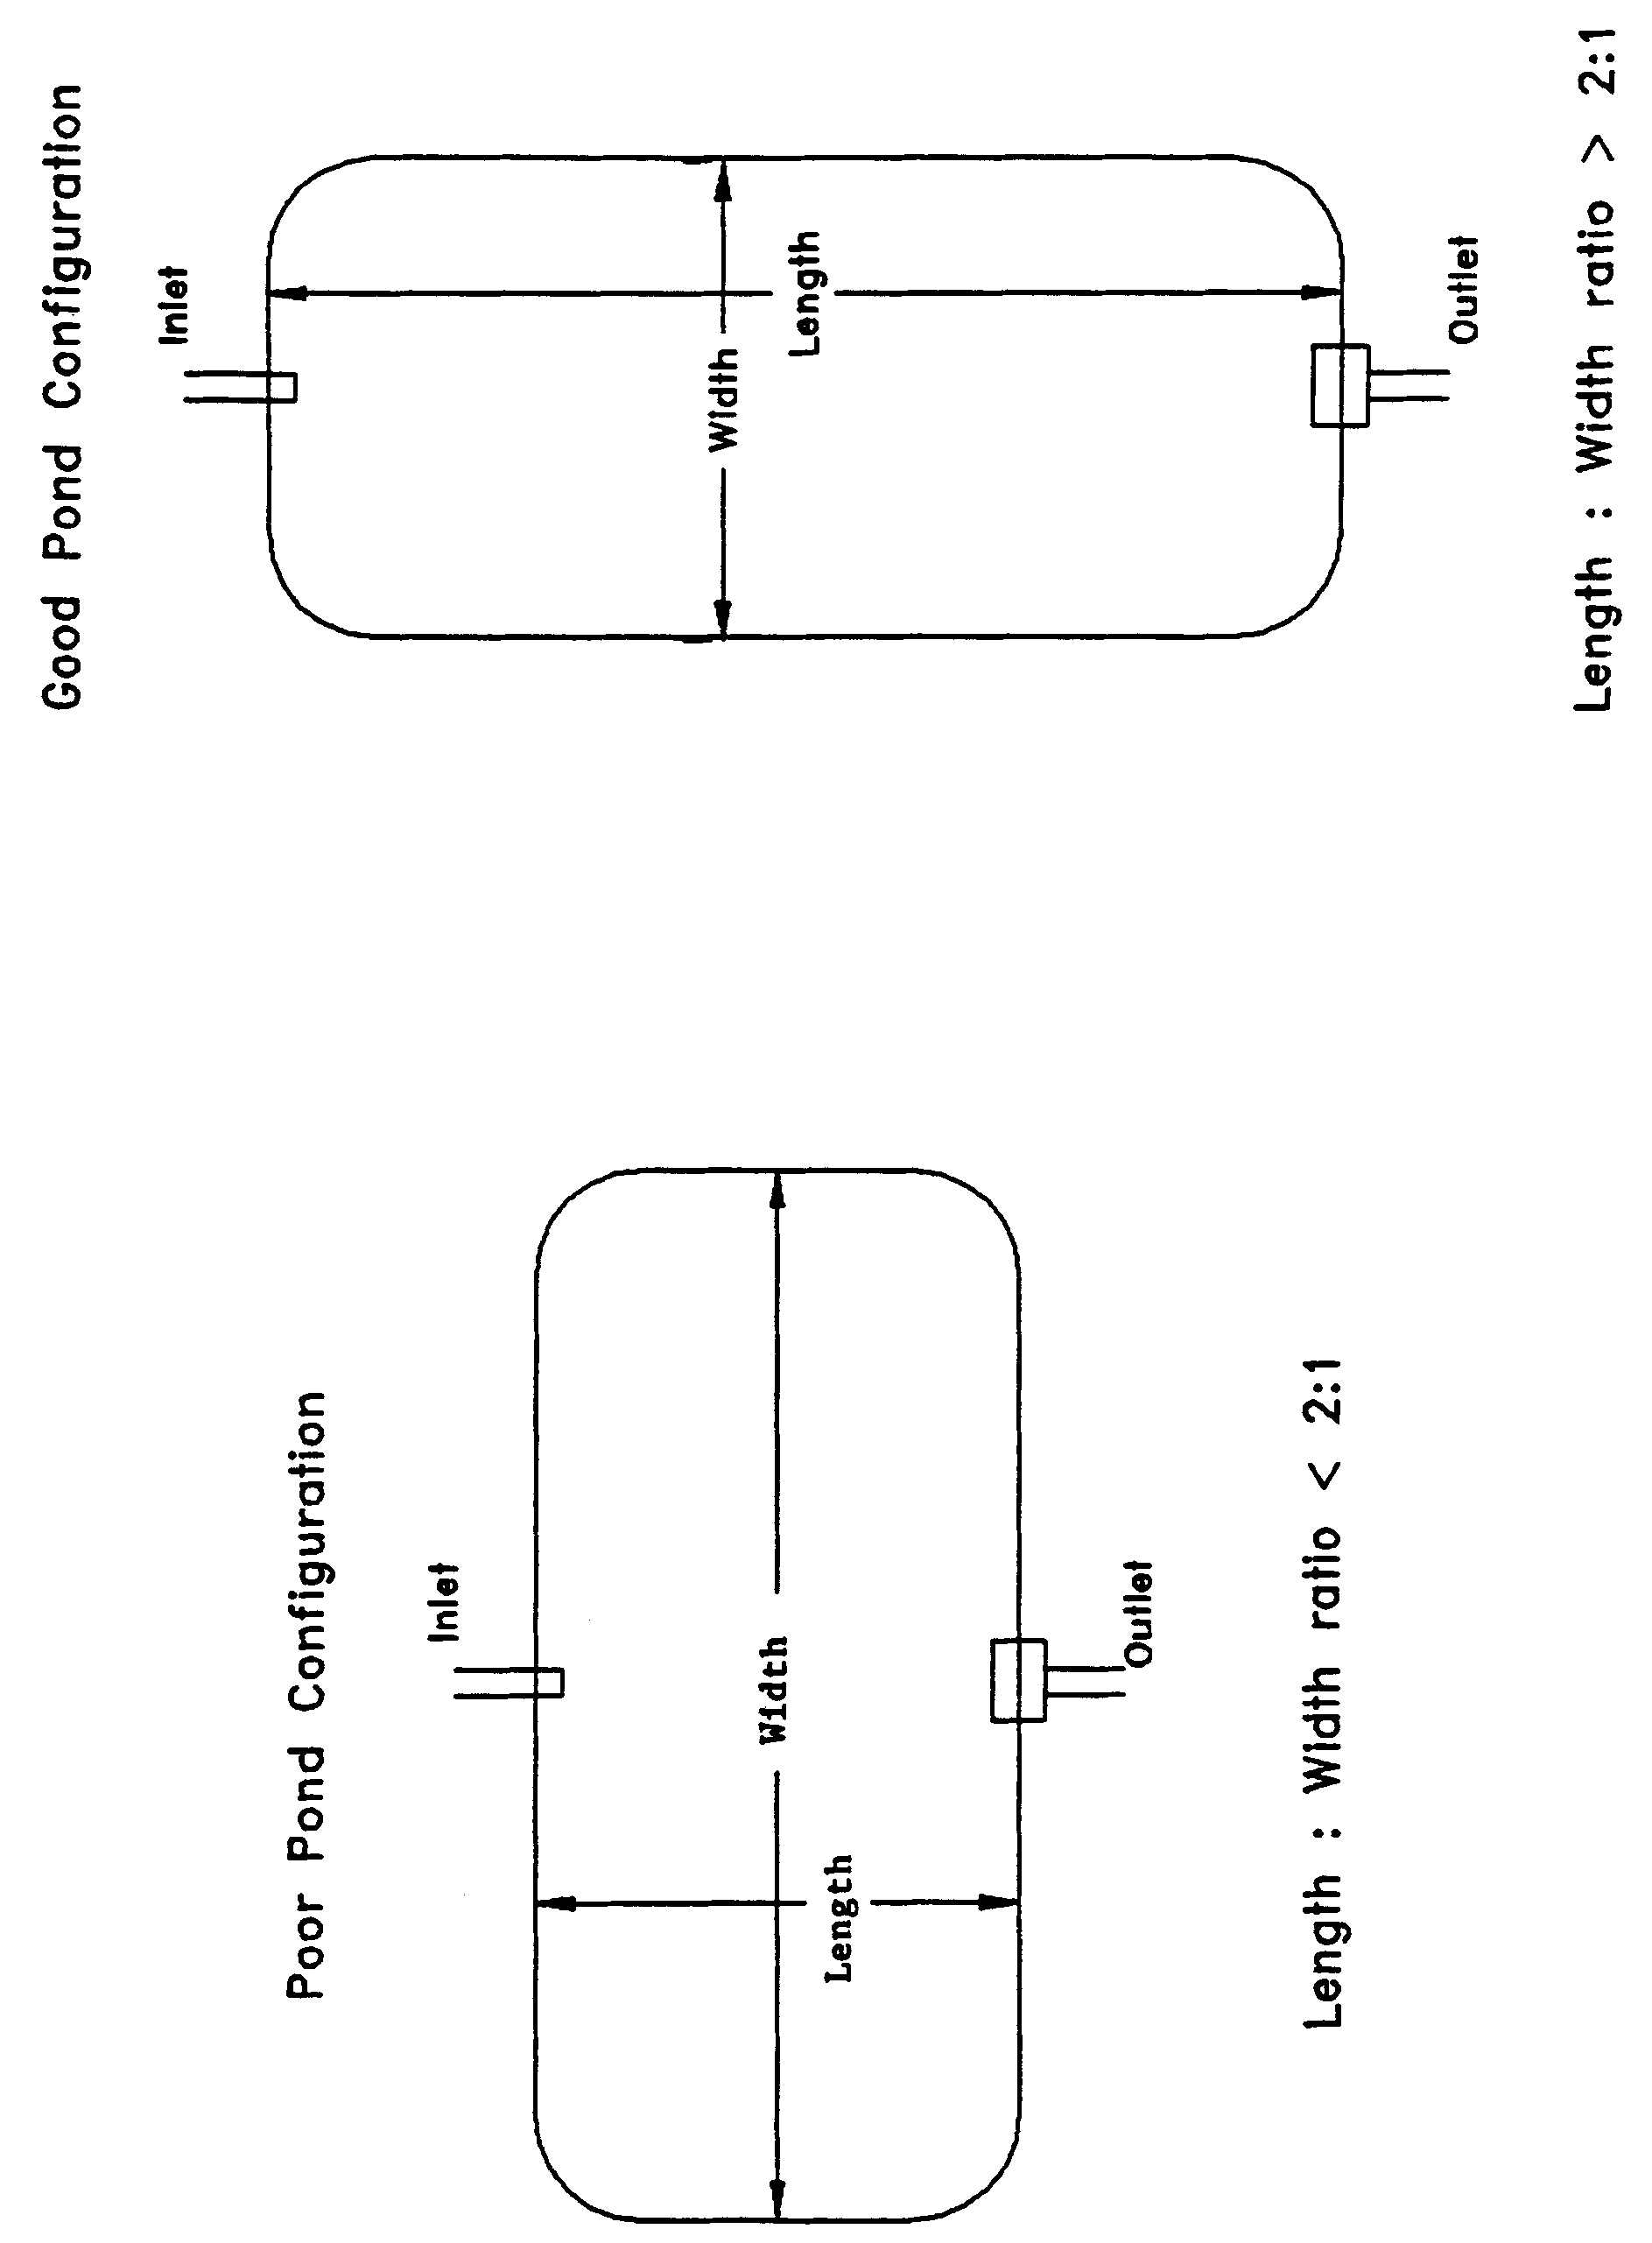 Poor Pond Configuration
Inlet
Width
Length
Outlet
Length : Width ratio < 2:1
Good Pond Configuration
Inlet
Width
Length
Outlet
Length : Width ratio > 2:1